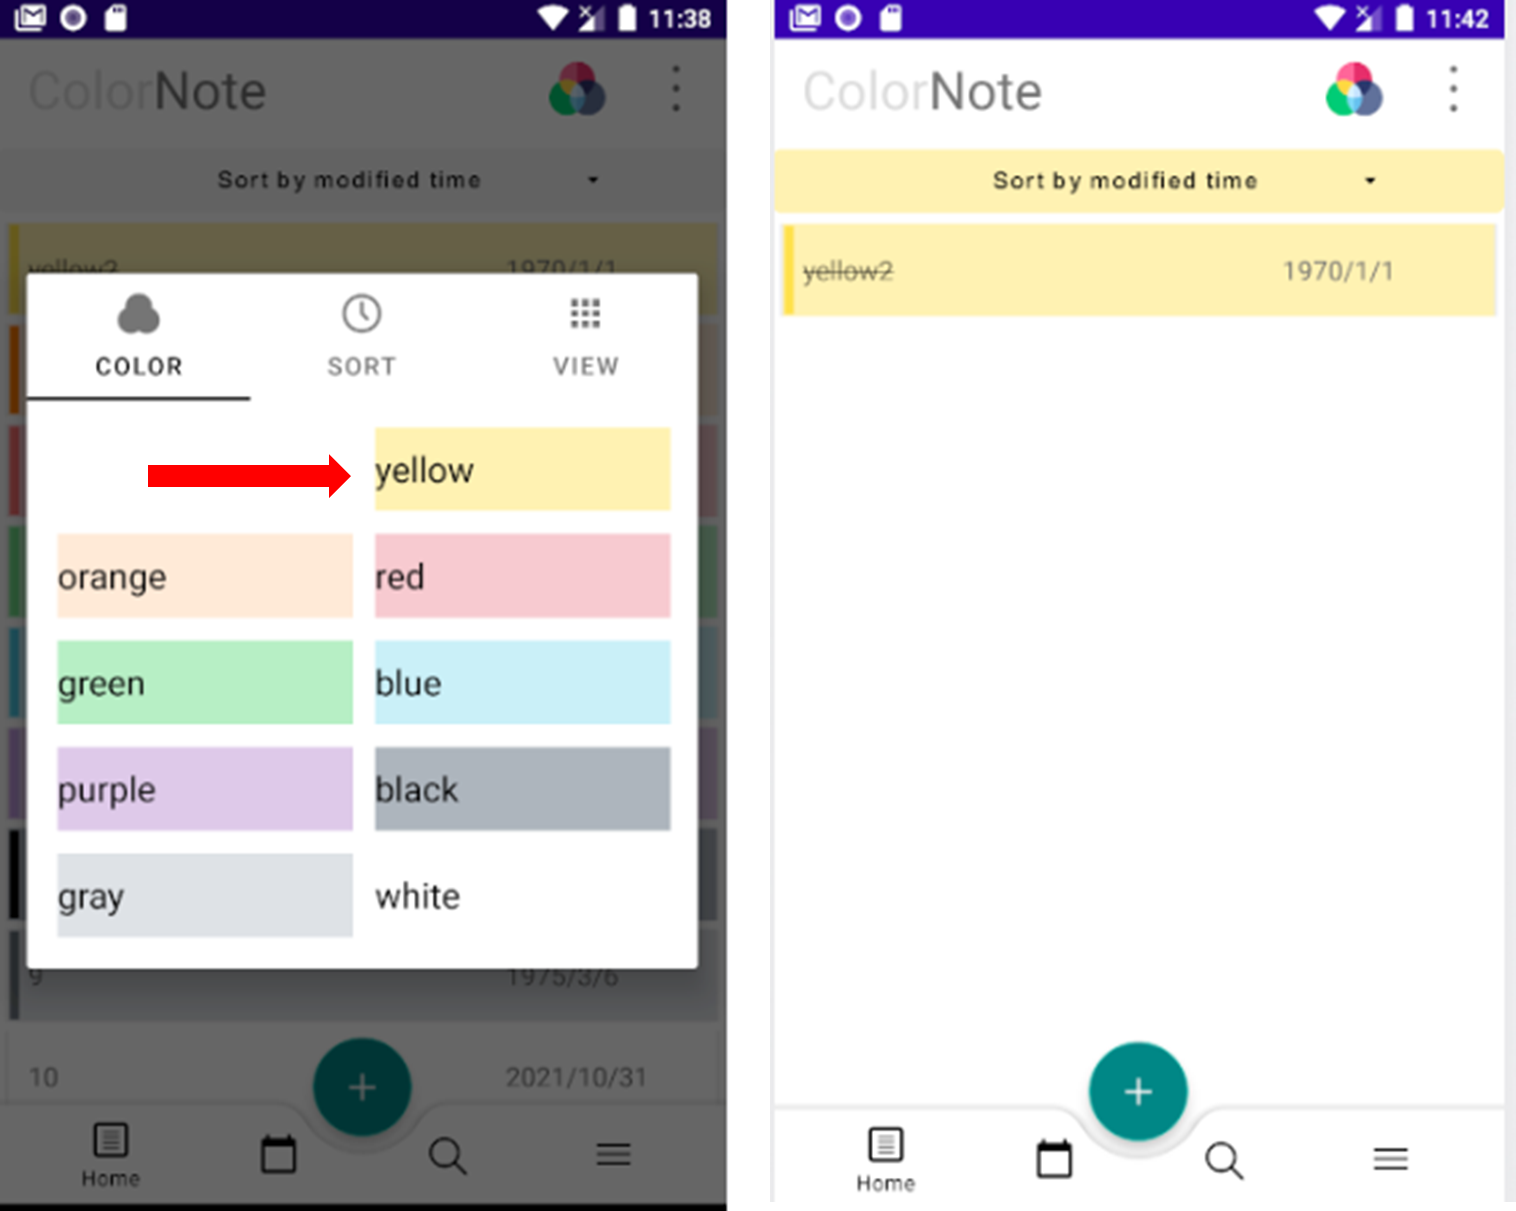 11:38
ColorNote
Sort by modified time
yellow2
1970/1/1
COLOR
SORT
VIEW
yellow
orange
red
green
blue
purple
black
gray
white
9
1975/3/6
10
2021/10/31
Home
11:42
ColorNote
Sort by modified time
yellow2
1970/1/1
Home